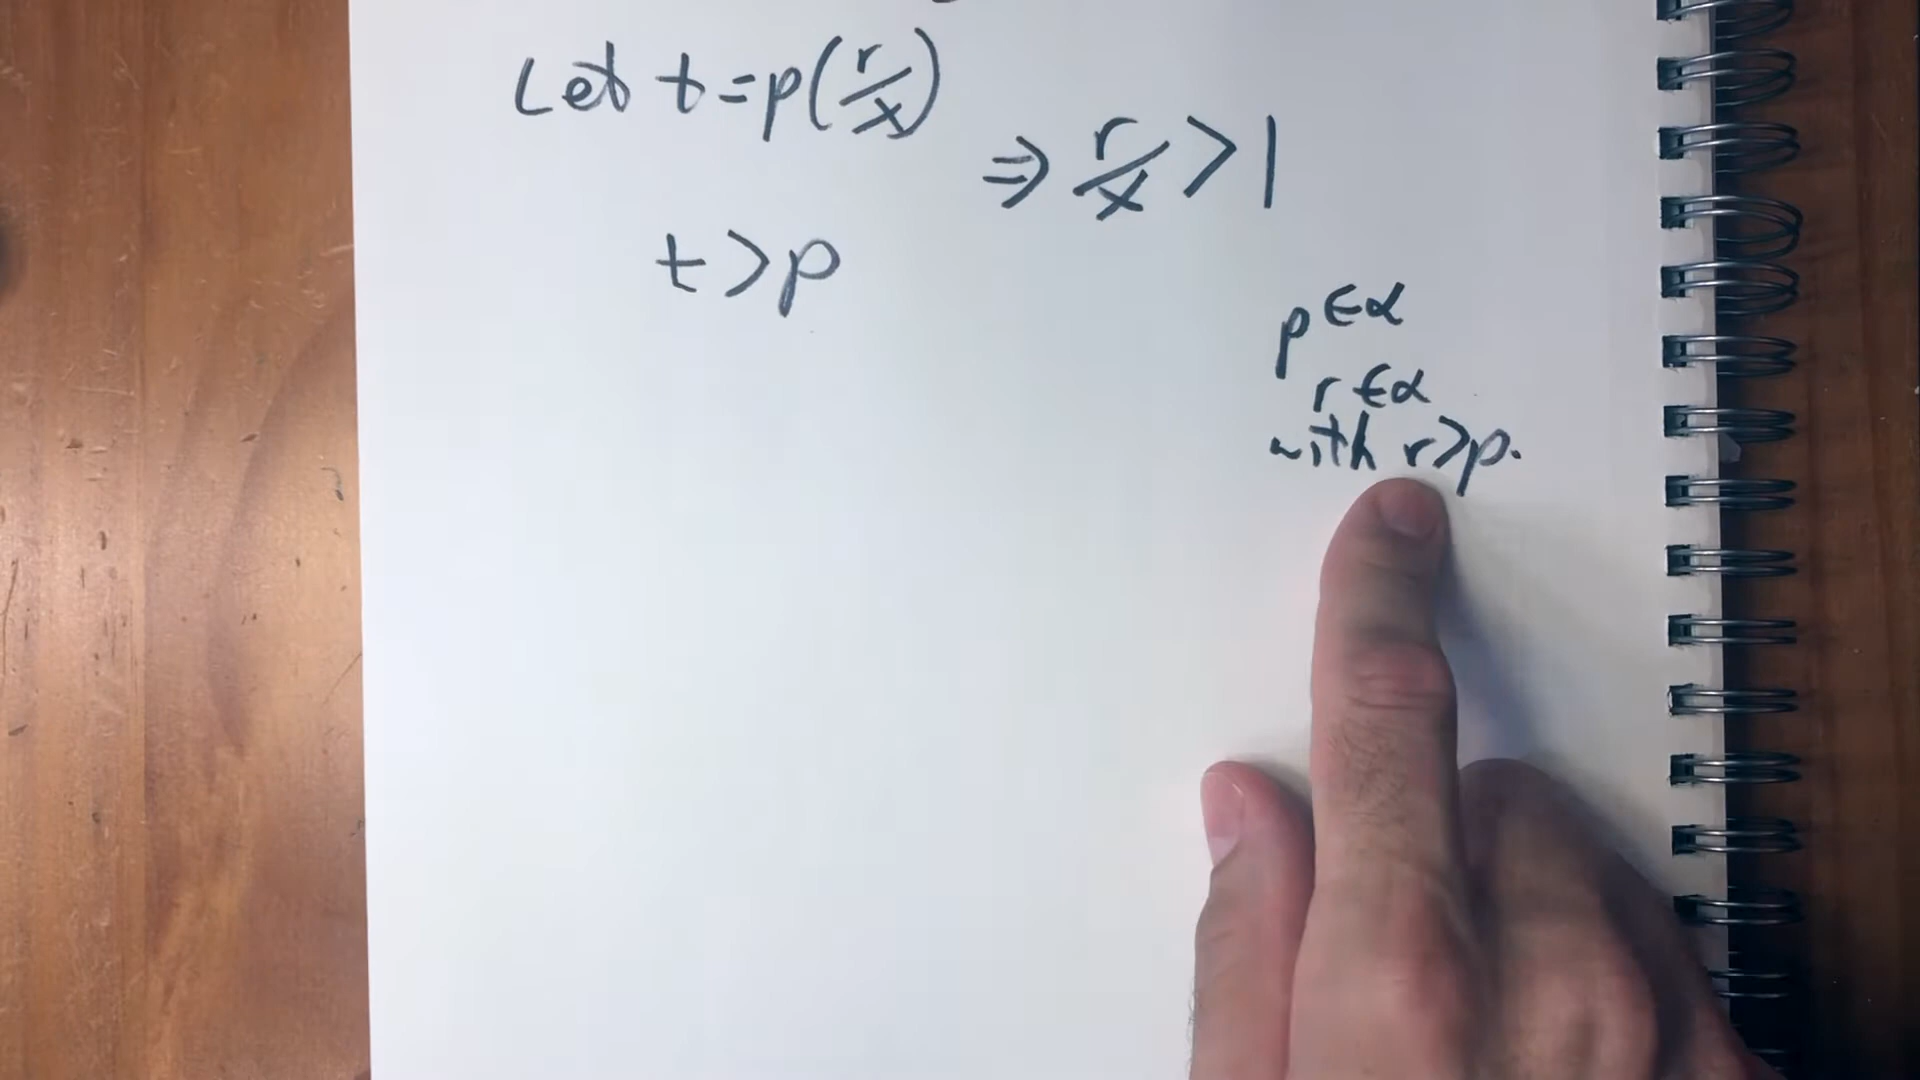 Let t=p(r/x)
⇒ r/x > 1
t>p
p∈α
r∈α
with r>p.